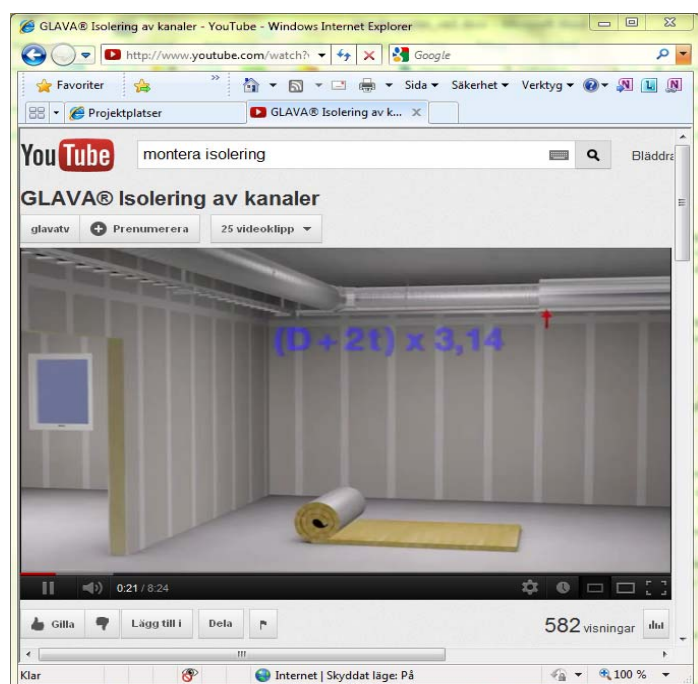 GLAVA® Isolering av kanaler - YouTube - Windows Internet Explorer
http://www.youtube.com/watch? Google
Favoriter » Sida Säkerhet Verktyg
Projektplatser GLAVA® Isolering av k... X
YouTube montera isolering Bläddra
GLAVA® Isolering av kanaler
glavatv Prenumerera 25 videoklipp
(D + 2t) x 3,14
t
0:21 / 8:24
Gilla Lägg till i Dela 582 visningar
Klar Internet | Skyddat läge: På 100 %